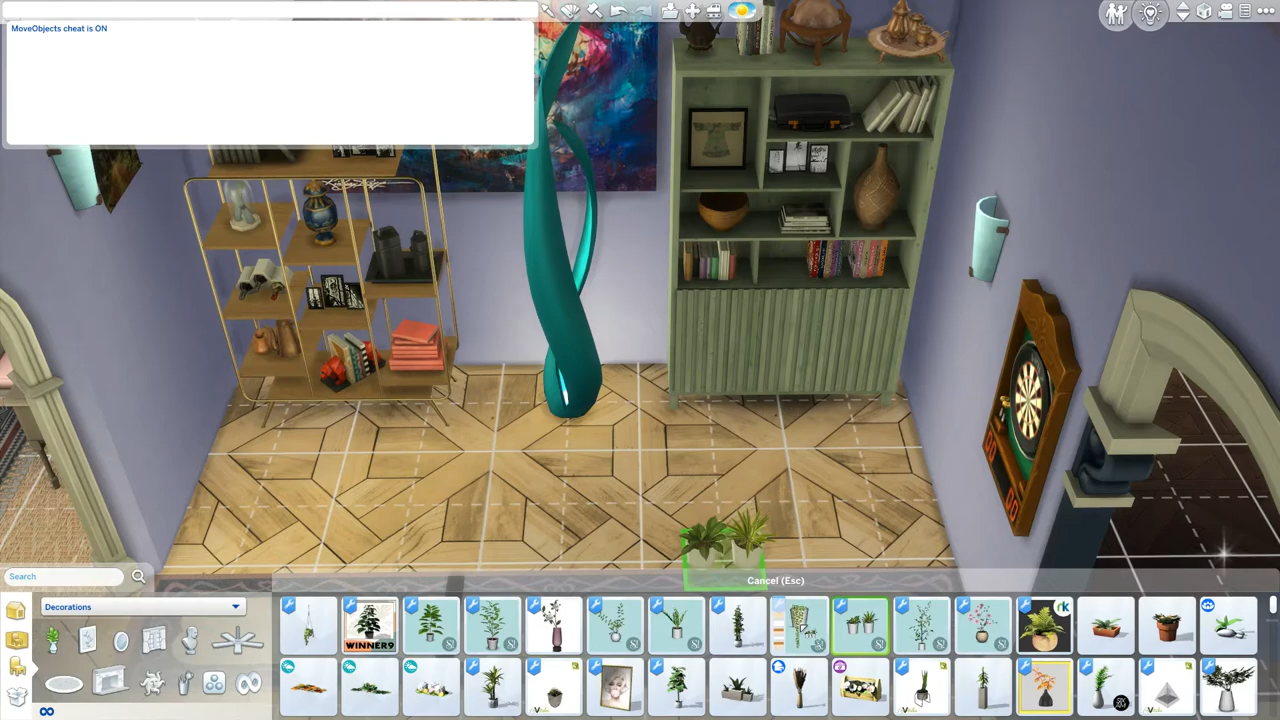 MoveObjects cheat is ON
Cancel (Esc)
Search
Decorations
WINNER9